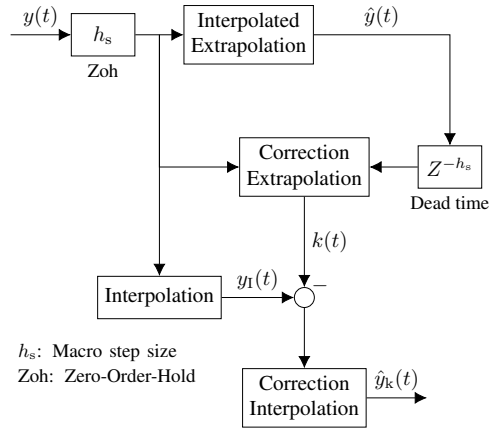 y(t)
h_s
Zoh
Interpolated
Extrapolation
ŷ(t)
Correction
Extrapolation
Z^{-h_s}
Dead time
k(t)
Interpolation
y_I(t)
−
h_s: Macro step size
Zoh: Zero-Order-Hold
Correction
Interpolation
ŷ_k(t)